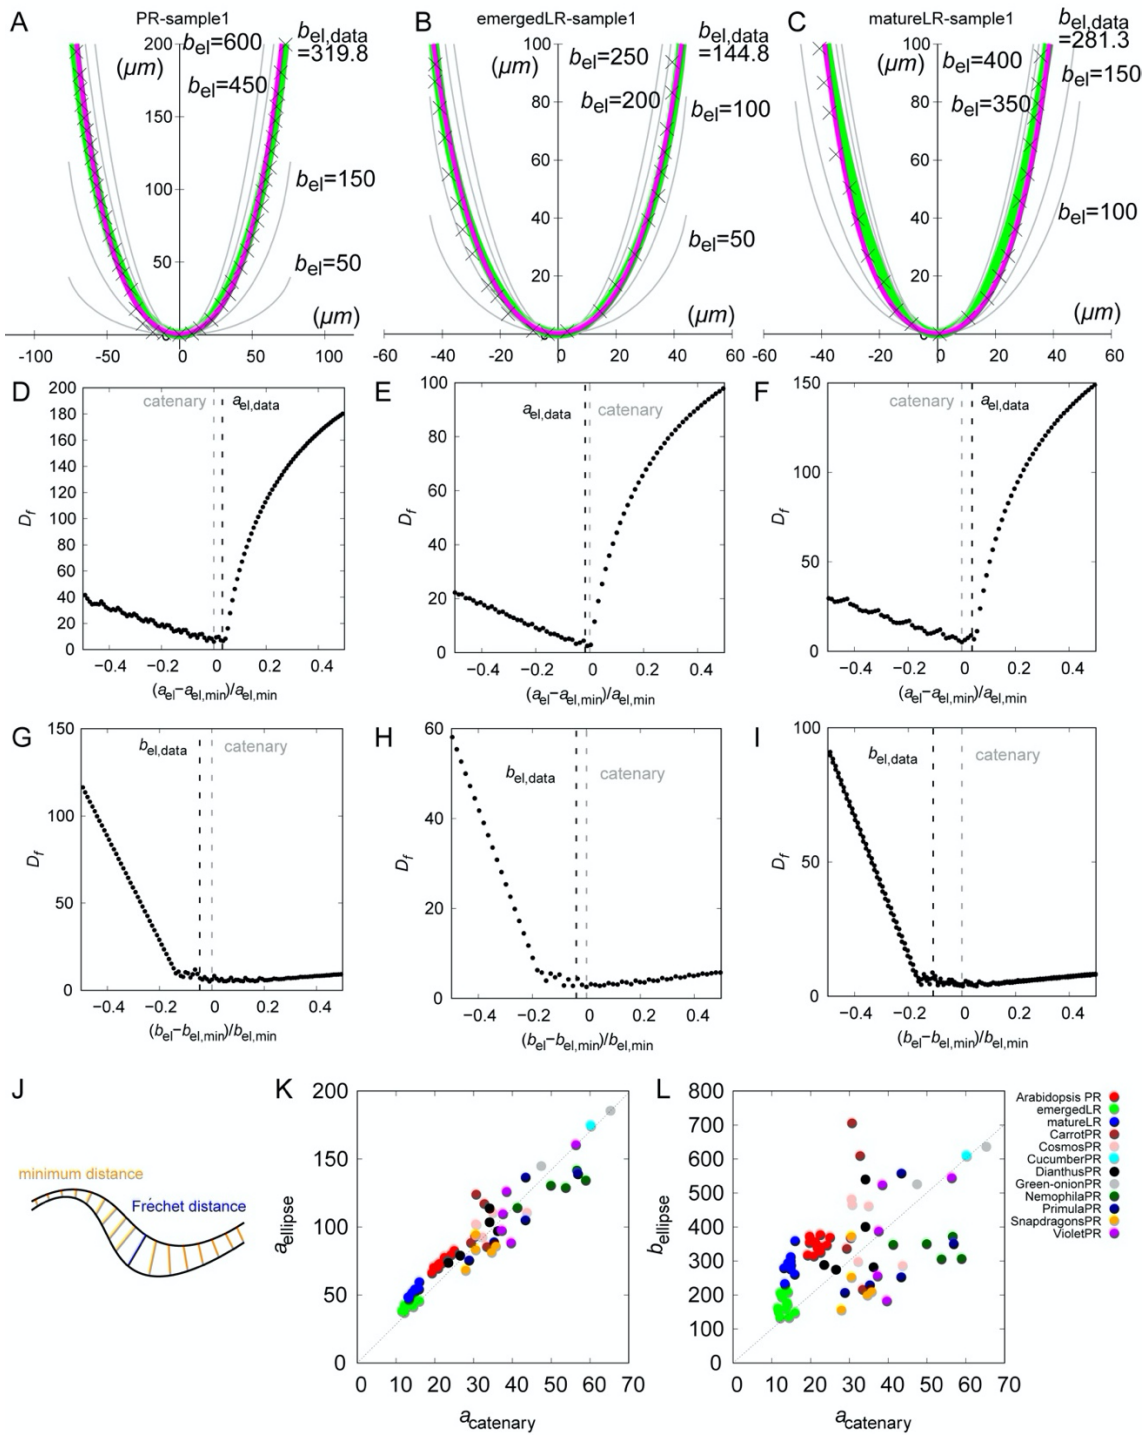 A
PR-sample1
200
(μm)
b_el=600
b_el,data
=319.8
b_el=450
150
b_el=150
100
b_el=50
50
(μm)
−100
−50
0
50
100
B
emergedLR-sample1
100
(μm)
b_el=250
b_el,data
=144.8
80
b_el=200
b_el=100
60
40
b_el=50
20
(μm)
−60
−40
−20
0
20
40
60
C
matureLR-sample1
100
(μm)
b_el=400
b_el,data
=281.3
b_el=150
80
b_el=350
60
40
b_el=100
20
(μm)
−60
−40
−20
0
20
40
60
D
200
180
160
140
120
100
80
60
40
20
0
D_f
catenary
a_el,data
−0.4
−0.2
0
0.2
0.4
(a_el−a_el,min)/a_el,min
E
100
80
60
40
20
0
D_f
a_el,data
catenary
−0.4
−0.2
0
0.2
0.4
(a_el−a_el,min)/a_el,min
F
150
100
50
0
D_f
catenary
a_el,data
−0.4
−0.2
0
0.2
0.4
(a_el−a_el,min)/a_el,min
G
150
100
50
0
D_f
b_el,data
catenary
−0.4
−0.2
0
0.2
0.4
(b_el−b_el,min)/b_el,min
H
60
40
20
0
D_f
b_el,data
catenary
−0.4
−0.2
0
0.2
0.4
(b_el−b_el,min)/b_el,min
I
100
50
0
D_f
b_el,data
catenary
−0.4
−0.2
0
0.2
0.4
(b_el−b_el,min)/b_el,min
J
minimum distance
Fréchet distance
K
200
150
100
50
0
a_ellipse
0
10
20
30
40
50
60
70
a_catenary
L
800
700
600
500
400
300
200
100
0
b_ellipse
0
10
20
30
40
50
60
70
a_catenary
Arabidopsis PR
emergedLR
matureLR
CarrotPR
CosmosPR
CucumberPR
DianthusPR
Green-onionPR
NemophilaPR
PrimulaPR
SnapdragonsPR
VioletPR